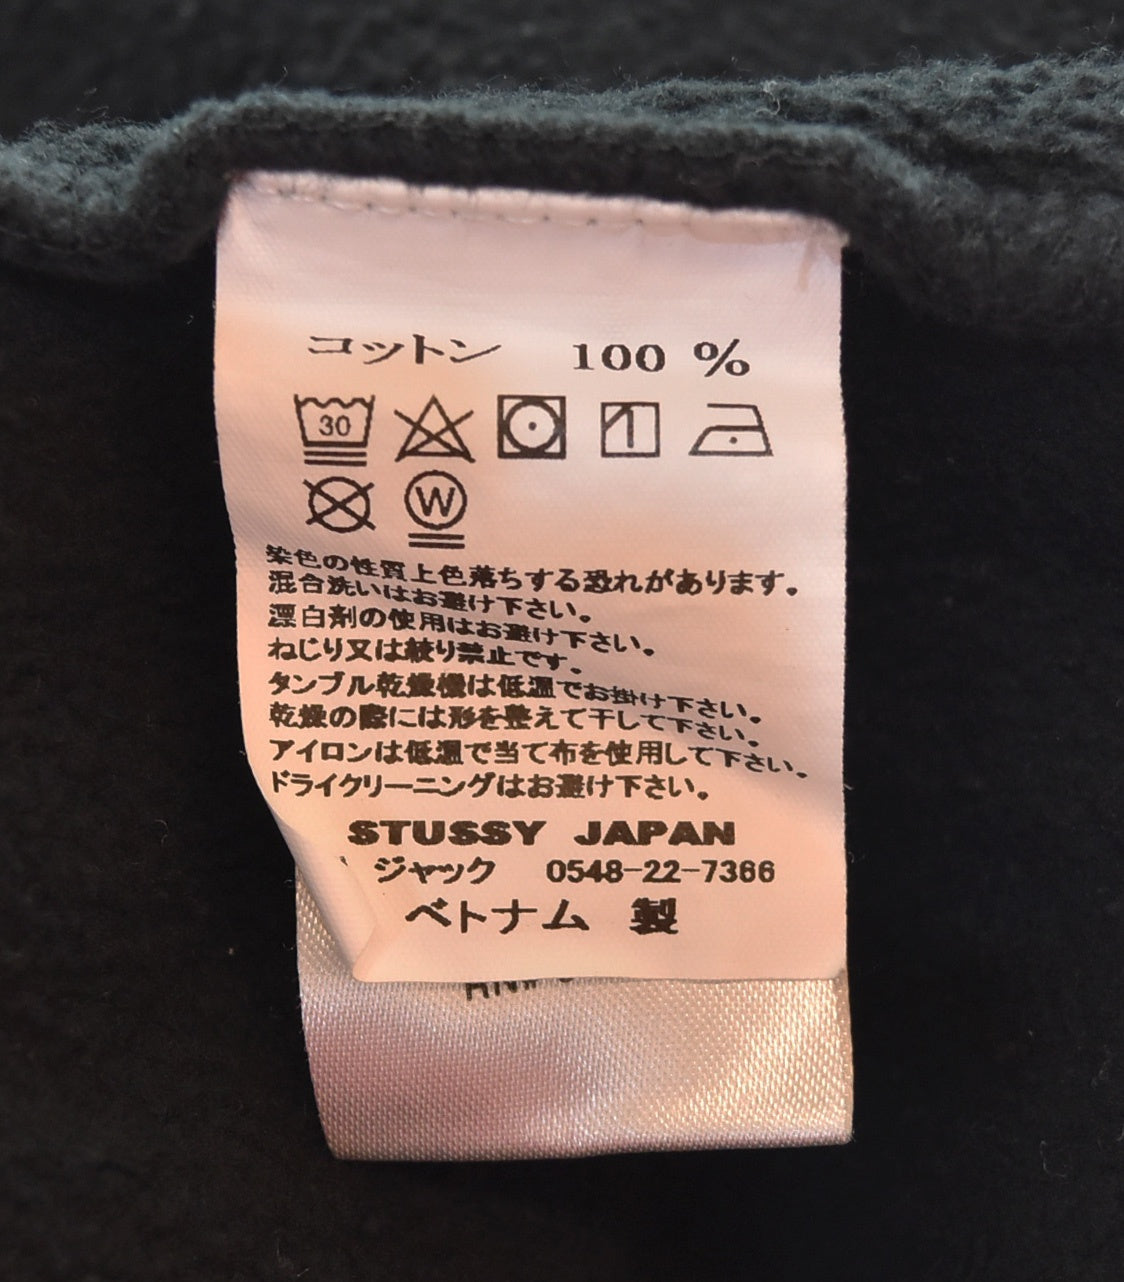 コットン 100 %
30
W
染色の性質上色落ちする恐れがあります。
混合洗いはお避け下さい。
漂白剤の使用はお避け下さい。
ねじり又は絞り禁止です。
タンブル乾燥機は低温でお掛け下さい。
乾燥の際には形を整えて干して下さい。
アイロンは低温で当て布を使用して下さい。
ドライクリーニングはお避け下さい。
STUSSY JAPAN
ジャック 0548-22-7366
ベトナム 製